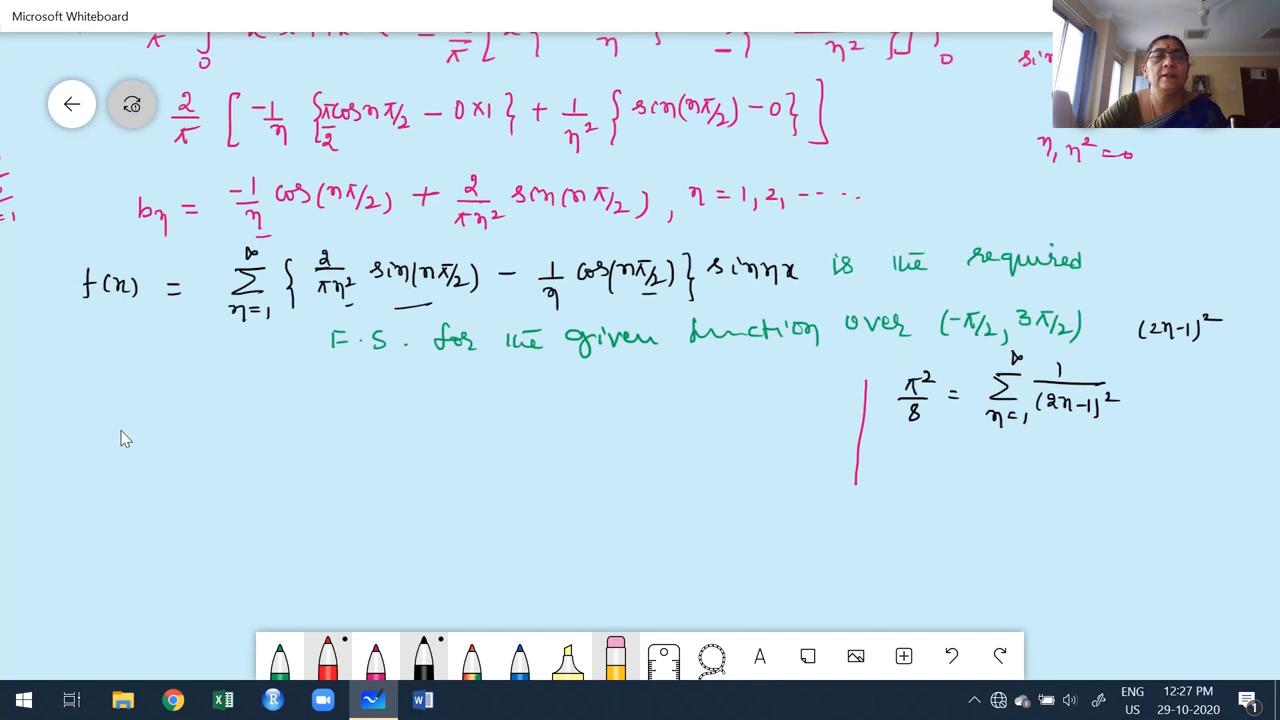 Microsoft Whiteboard
2/π [ -1/n { π/2 cos nπ/2 - 0×1 } + 1/n² { sin(nπ/2) - 0 } ]
n, n² = 0
bn = -1/n cos(nπ/2) + 2/πn² sin(nπ/2), n = 1, 2, -- ...
f(x) = ∑_{n=1}^{∞} { 2/πn² sin(nπ/2) - 1/n cos(nπ/2) } sin nx is the required
F.S. for the given function over (-π/2, 3π/2) (2n-1)²
π²/8 = ∑_{n=1}^{∞} 1/(2n-1)²
A
ENG 12:27 PM
US 29-10-2020
1